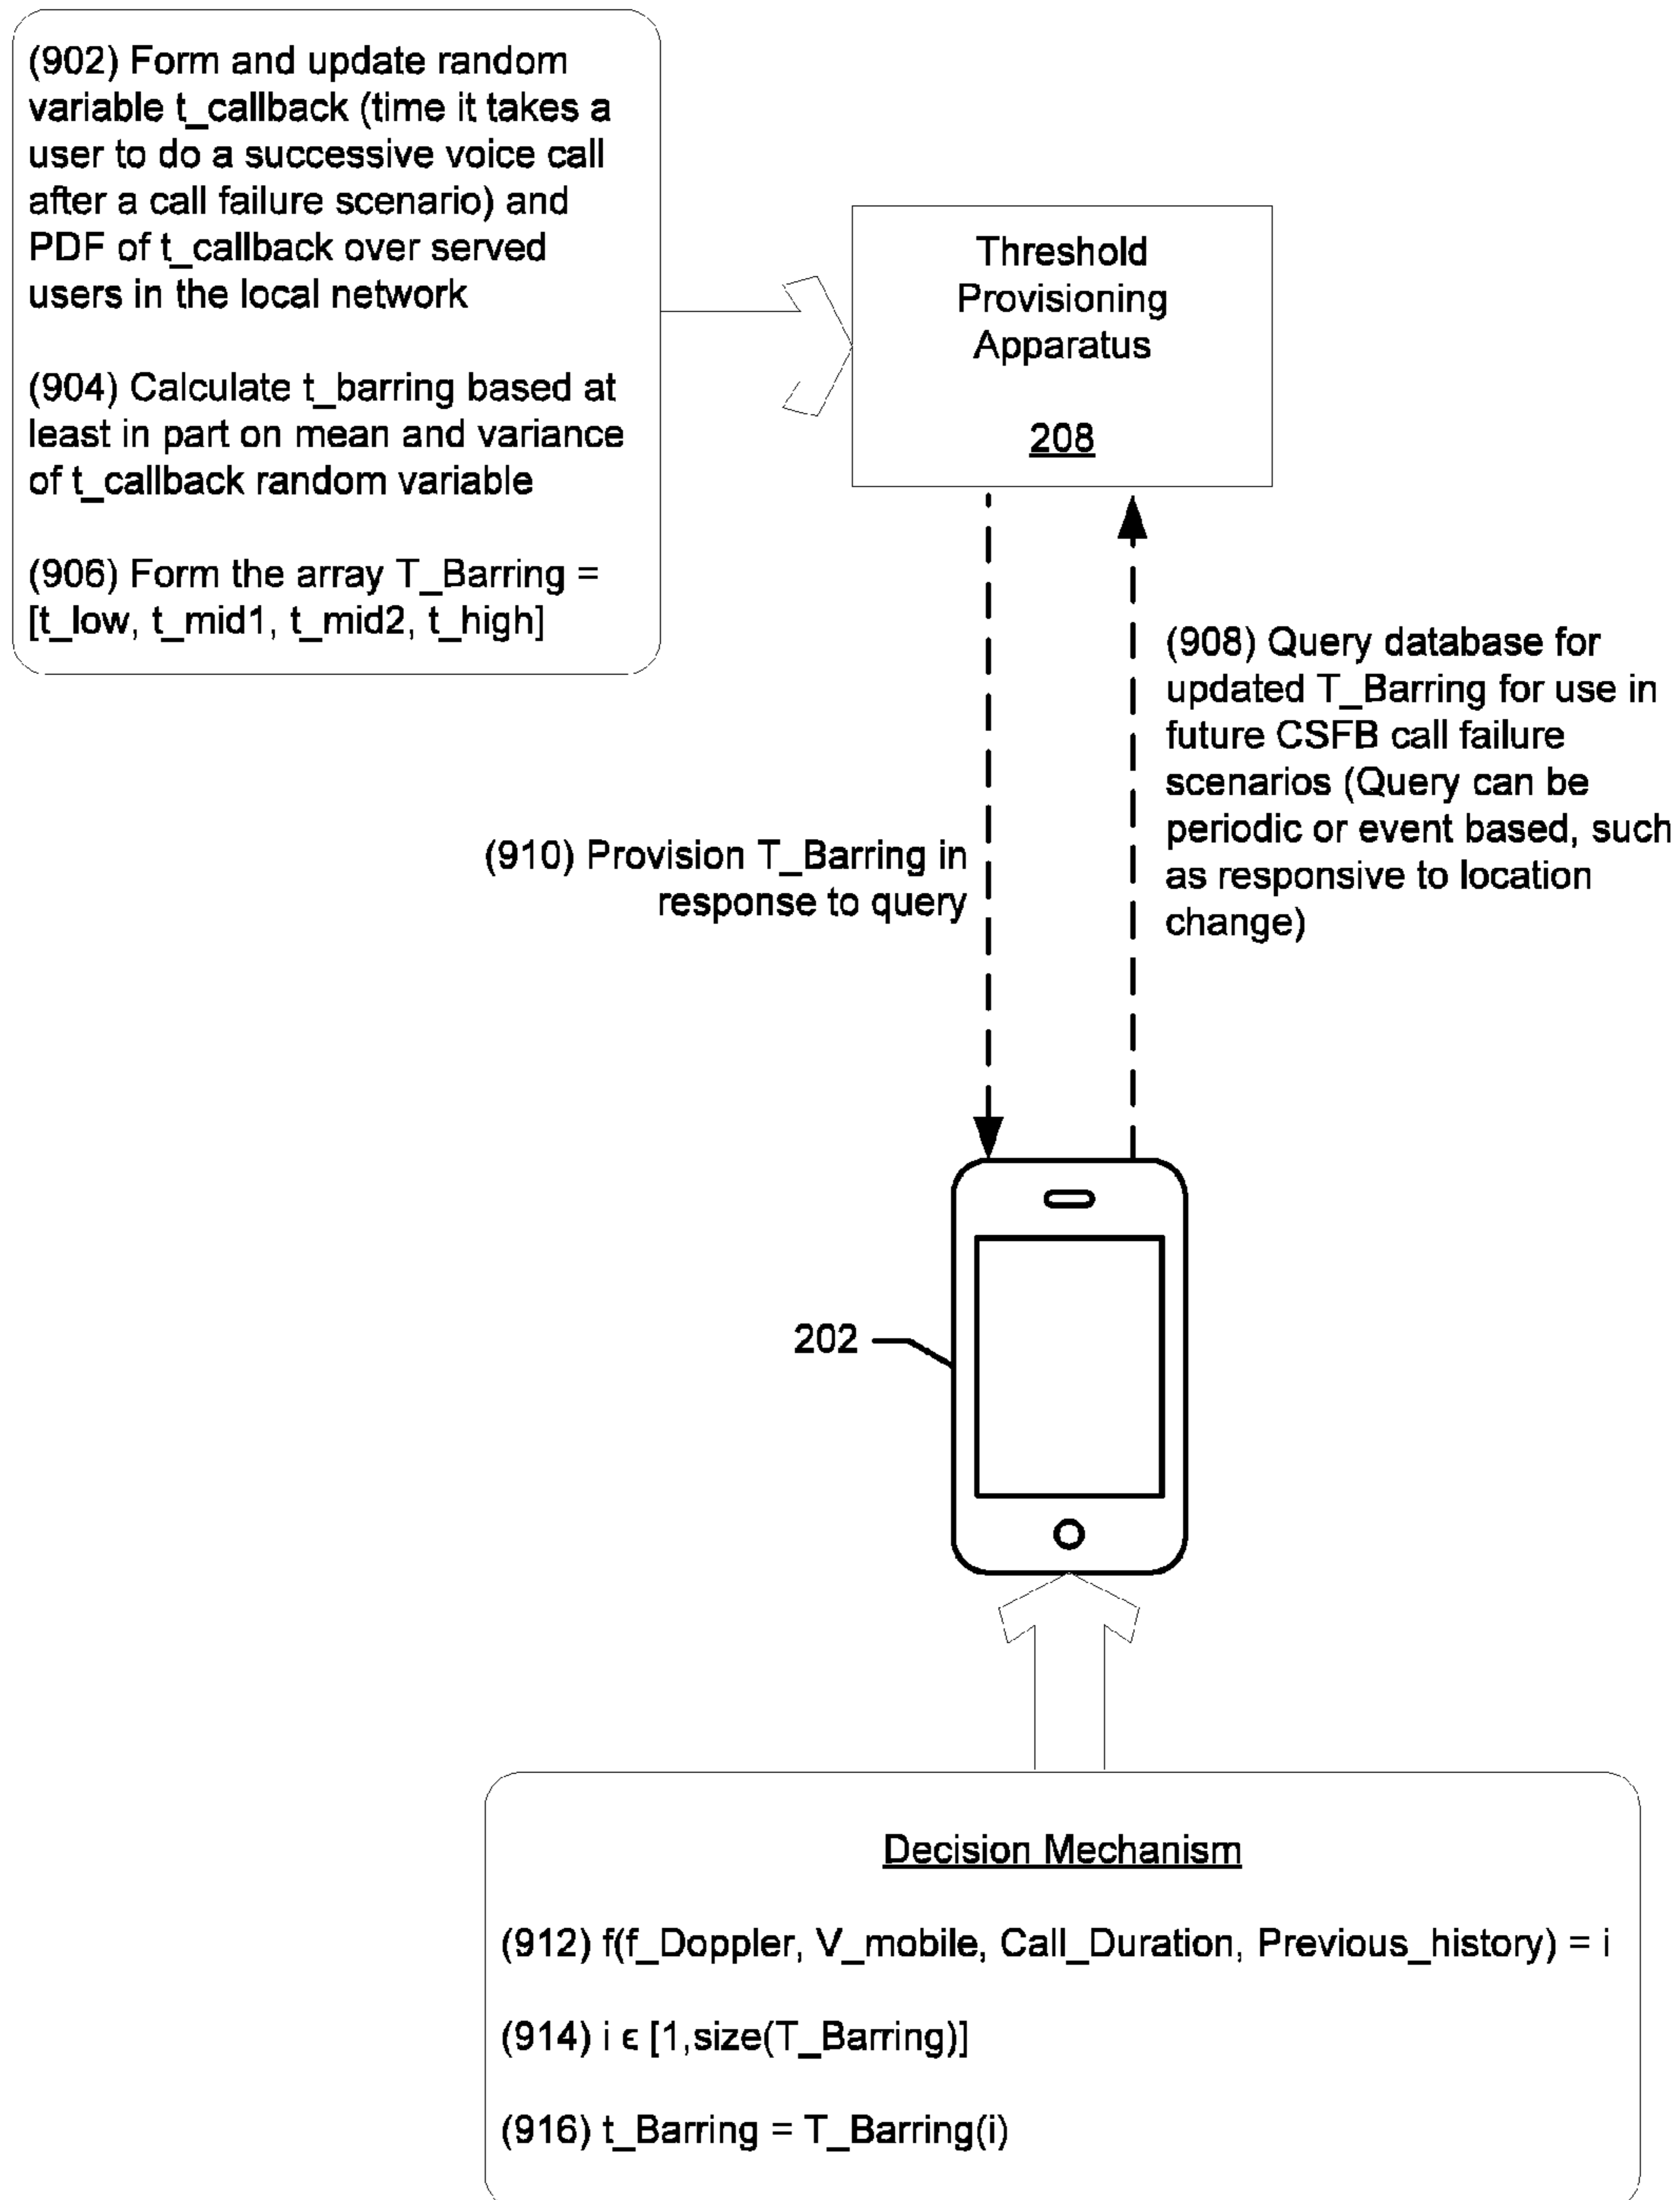 (902) Form and update random
variable t_callback (time it takes a
user to do a successive voice call
after a call failure scenario) and
PDF of t_callback over served
users in the local network
(904) Calculate t_barring based at
least in part on mean and variance
of t_callback random variable
(906) Form the array T_Barring =
[t_low, t_mid1, t_mid2, t_high]
Threshold
Provisioning
Apparatus
208
(908) Query database for
updated T_Barring for use in
future CSFB call failure
scenarios (Query can be
periodic or event based, such
as responsive to location
change)
(910) Provision T_Barring in
response to query
202
Decision Mechanism
(912) f(f_Doppler, V_mobile, Call_Duration, Previous_history) = i
(914) i ϵ [1,size(T_Barring)]
(916) t_Barring = T_Barring(i)